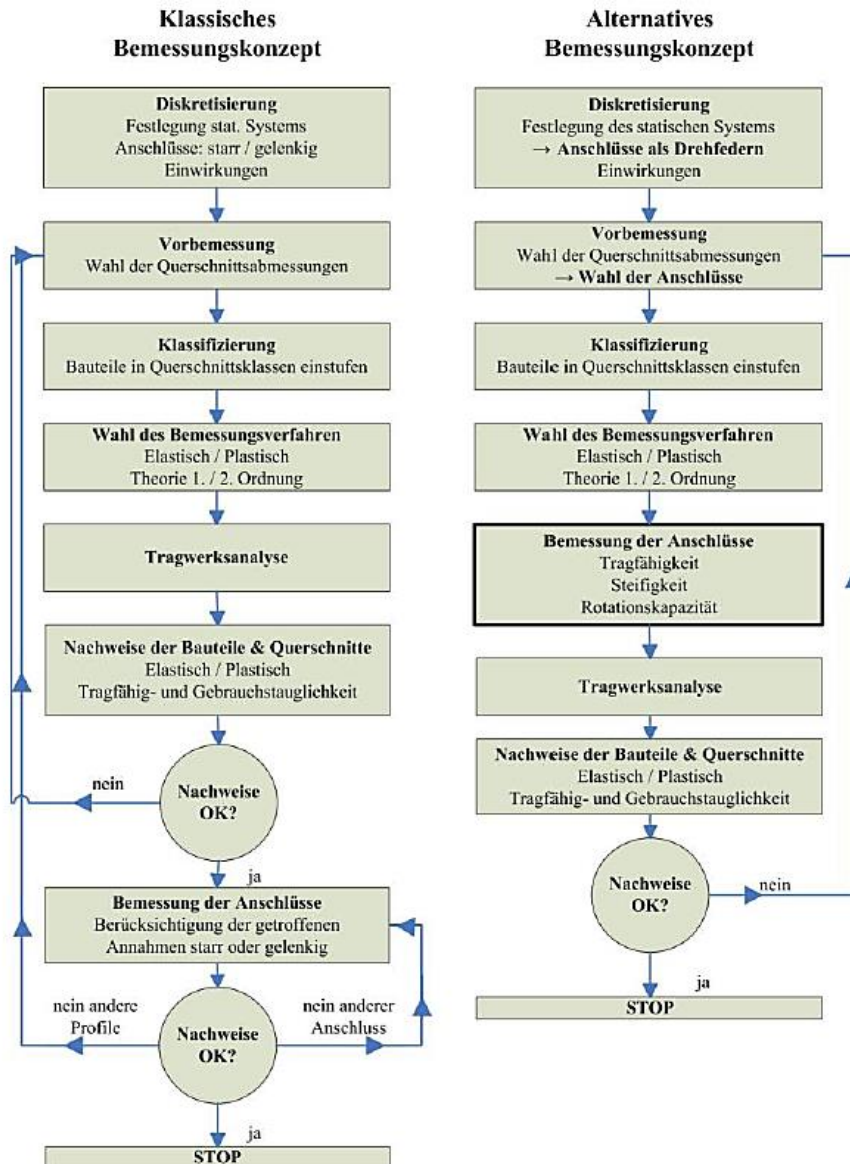 Klassisches
Bemessungskonzept
Diskretisierung
Festlegung stat. Systems
Anschlüsse: starr / gelenkig
Einwirkungen
Vorbemessung
Wahl der Querschnittsabmessungen
Klassifizierung
Bauteile in Querschnittsklassen einstufen
Wahl des Bemessungsverfahren
Elastisch / Plastisch
Theorie 1. / 2. Ordnung
Tragwerksanalyse
Nachweise der Bauteile & Querschnitte
Elastisch / Plastisch
Tragfähig- und Gebrauchstauglichkeit
nein
Nachweise
OK?
ja
Bemessung der Anschlüsse
Berücksichtigung der getroffenen
Annahmen starr oder gelenkig
nein andere
Profile
Nachweise
OK?
nein anderer
Anschluss
ja
STOP
Alternatives
Bemessungskonzept
Diskretisierung
Festlegung des statischen Systems
→ Anschlüsse als Drehfedern
Einwirkungen
Vorbemessung
Wahl der Querschnittsabmessungen
→ Wahl der Anschlüsse
Klassifizierung
Bauteile in Querschnittsklassen einstufen
Wahl des Bemessungsverfahren
Elastisch / Plastisch
Theorie 1. / 2. Ordnung
Bemessung der Anschlüsse
Tragfähigkeit
Steifigkeit
Rotationskapazität
Tragwerksanalyse
Nachweise der Bauteile & Querschnitte
Elastisch / Plastisch
Tragfähig- und Gebrauchstauglichkeit
Nachweise
OK?
nein
ja
STOP